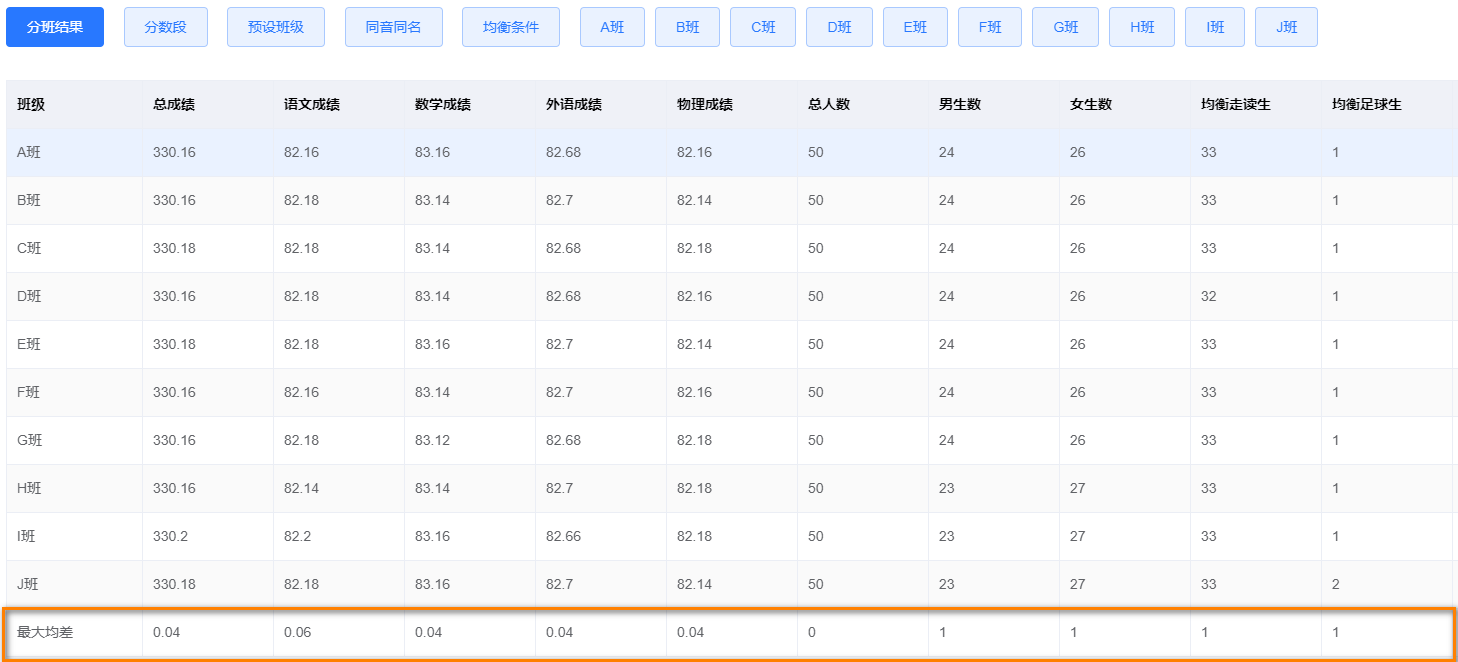 分班结果 分数段 预设班级 同音同名 均衡条件 A班 B班 C班 D班 E班 F班 G班 H班 I班 J班
班级 总成绩 语文成绩 数学成绩 外语成绩 物理成绩 总人数 男生数 女生数 均衡走读生 均衡足球生
A班 330.16 82.16 83.16 82.68 82.16 50 24 26 33 1
B班 330.16 82.18 83.14 82.7 82.14 50 24 26 33 1
C班 330.18 82.18 83.14 82.68 82.18 50 24 26 33 1
D班 330.16 82.18 83.14 82.68 82.16 50 24 26 32 1
E班 330.18 82.18 83.16 82.7 82.14 50 24 26 33 1
F班 330.16 82.16 83.14 82.7 82.16 50 24 26 33 1
G班 330.16 82.18 83.12 82.68 82.18 50 24 26 33 1
H班 330.16 82.14 83.14 82.7 82.18 50 23 27 33 1
I班 330.2 82.2 83.16 82.66 82.18 50 23 27 33 1
J班 330.18 82.18 83.16 82.7 82.14 50 23 27 33 2
最大均差 0.04 0.06 0.04 0.04 0.04 0 1 1 1 1